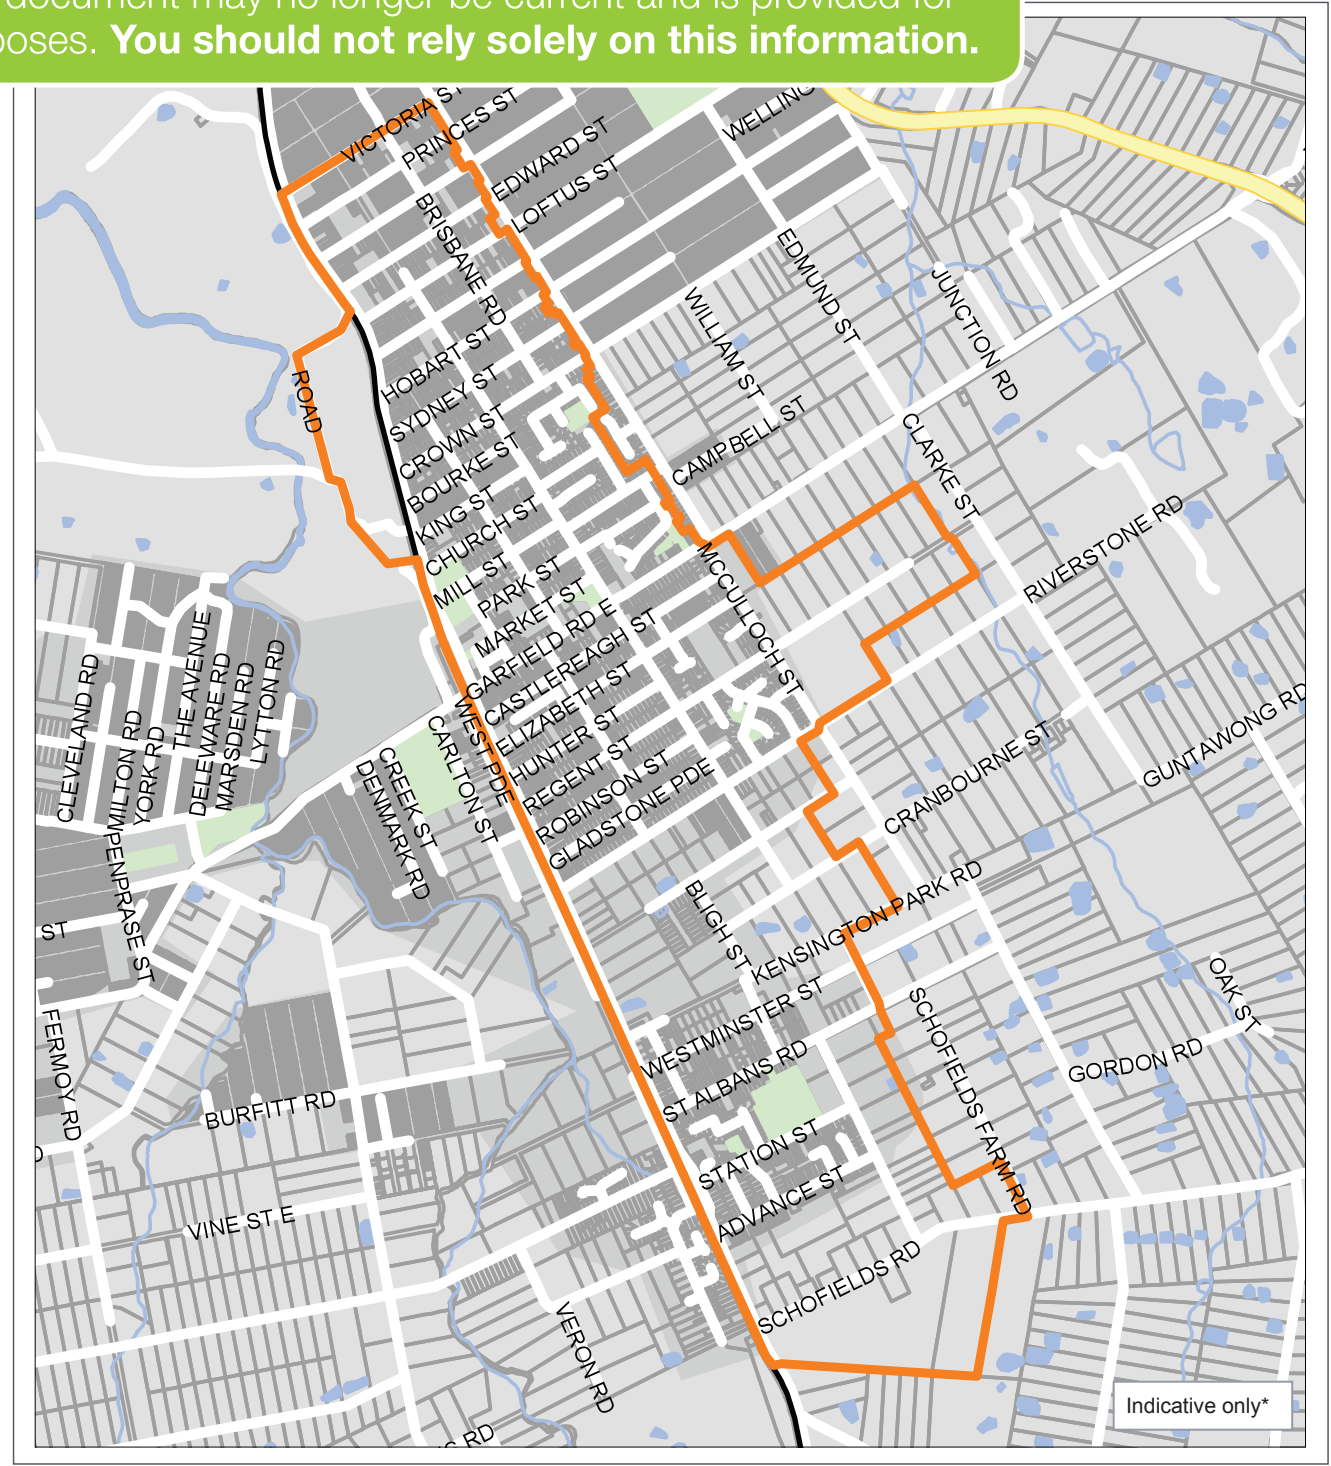 document may no longer be current and is provided for
poses. You should not rely solely on this information.
VICTORIA ST
PRINCES ST
EDWARD ST
LOFTUS ST
WELLING
BRISBANE RD
EDMUND ST
JUNCTION RD
WILLIAM ST
HOBART ST
SYDNEY ST
CROWN ST
BOURKE ST
KING ST
CHURCH ST
MILL ST
PARK ST
MARKET ST
GARFIELD RD E
CASTLEREAGH ST
ELIZABETH ST
HUNTER ST
REGENT ST
ROBINSON ST
GLADSTONE PDE
ROAD
CAMPBELL ST
CLARKE ST
RIVERSTONE RD
MCCULLOCH ST
GUNTAWONG RD
CRANBOURNE ST
KENSINGTON PARK RD
WEST PDE
CARLTON ST
CREEK ST
DENMARK RD
CLEVELAND RD
MILTON RD
YORK RD
THE AVENUE
DELEWARE RD
MARSDEN RD
LYTTON RD
PENPRASE ST
ST
FERMOY RD
D
BLIGH ST
WESTMINSTER ST
ST ALBANS RD
STATION ST
ADVANCE ST
SCHOFIELDS RD
SCHOFIELDS FARM RD
GORDON RD
OAK ST
BURFITT RD
VINE ST E
VERON RD
S RD
Indicative only*